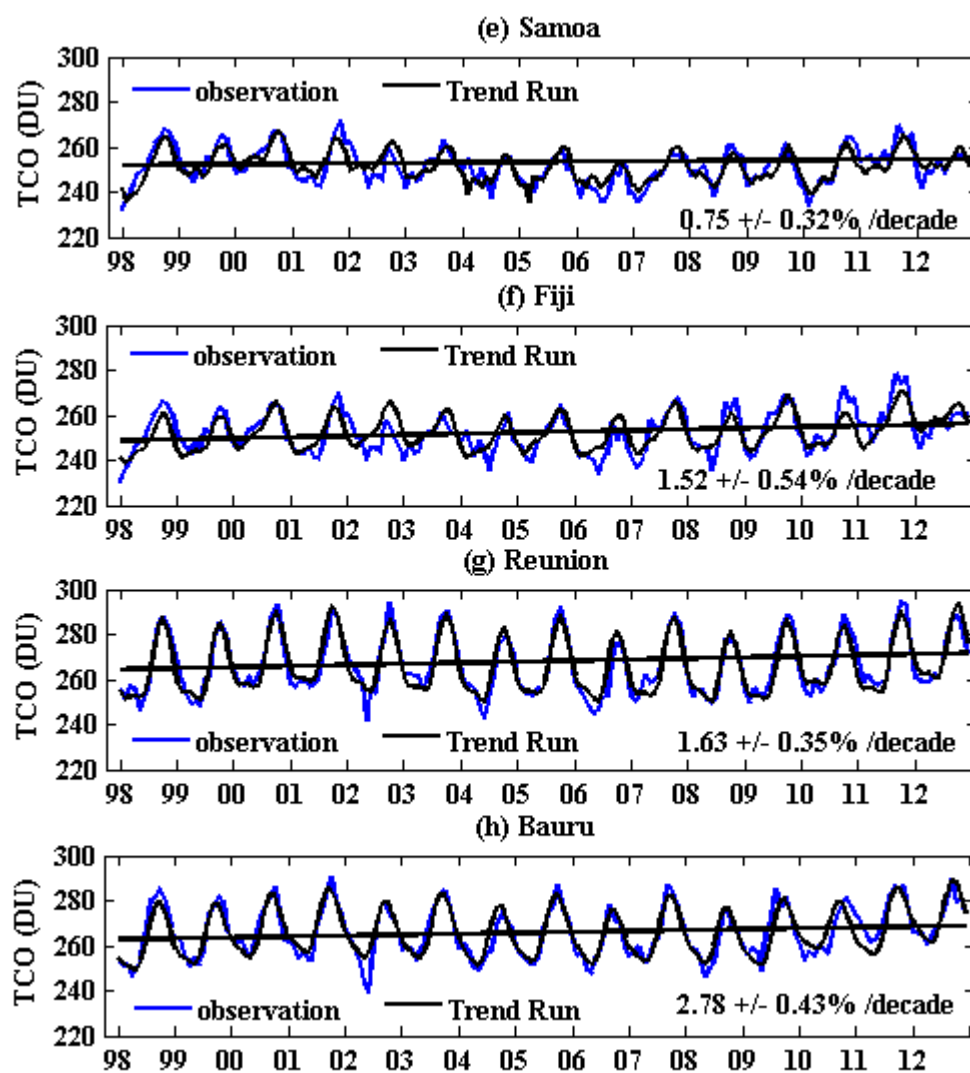 (e) Samoa
300
280
260
240
220
TCO (DU)
observation Trend Run
0.75 +/- 0.32% /decade
98 99 00 01 02 03 04 05 06 07 08 09 10 11 12
(f) Fiji
300
280
260
240
220
TCO (DU)
observation Trend Run
1.52 +/- 0.54% /decade
98 99 00 01 02 03 04 05 06 07 08 09 10 11 12
(g) Reunion
300
280
260
240
220
TCO (DU)
observation Trend Run 1.63 +/- 0.35% /decade
98 99 00 01 02 03 04 05 06 07 08 09 10 11 12
(h) Bauru
300
280
260
240
220
TCO (DU)
observation Trend Run 2.78 +/- 0.43% /decade
98 99 00 01 02 03 04 05 06 07 08 09 10 11 12